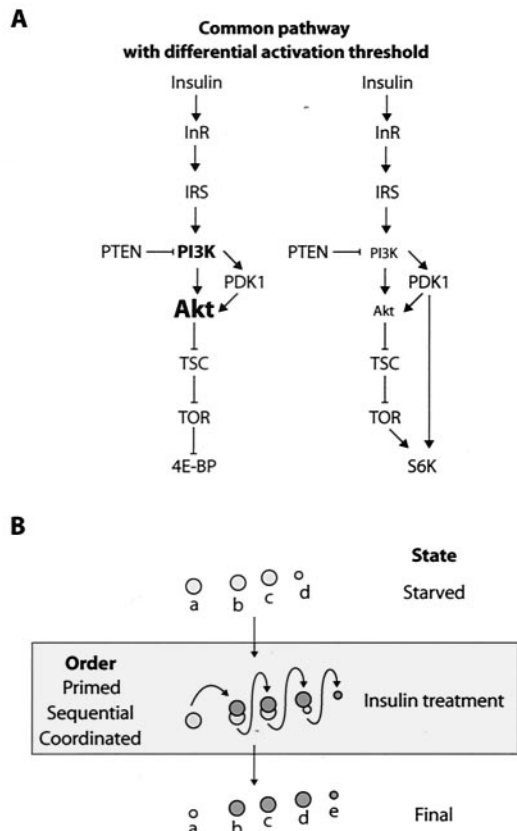 A
Common pathway
with differential activation threshold
Insulin Insulin
InR InR
IRS IRS
PTEN PI3K PTEN PI3K
PDK1 PDK1
Akt Akt
TSC TSC
TOR TOR
4E-BP S6K
B
State
a b c d Starved
Order
Primed
Sequential
Coordinated
Insulin treatment
a b c d e Final